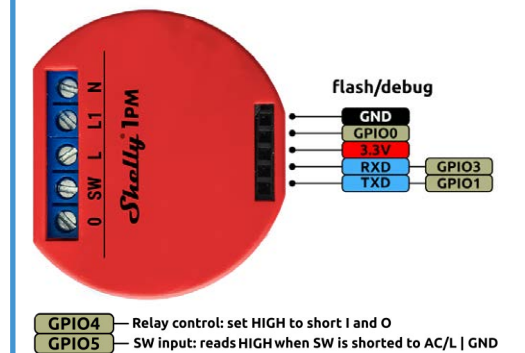 flash/debug
GND
GPIO0
3.3V
RXD GPIO3
TXD GPIO1
N
L1
L
SW
O
Shelly® 1PM
GPIO4 Relay control: set HIGH to short I and O
GPIO5 SW input: reads HIGH when SW is shorted to AC/L | GND